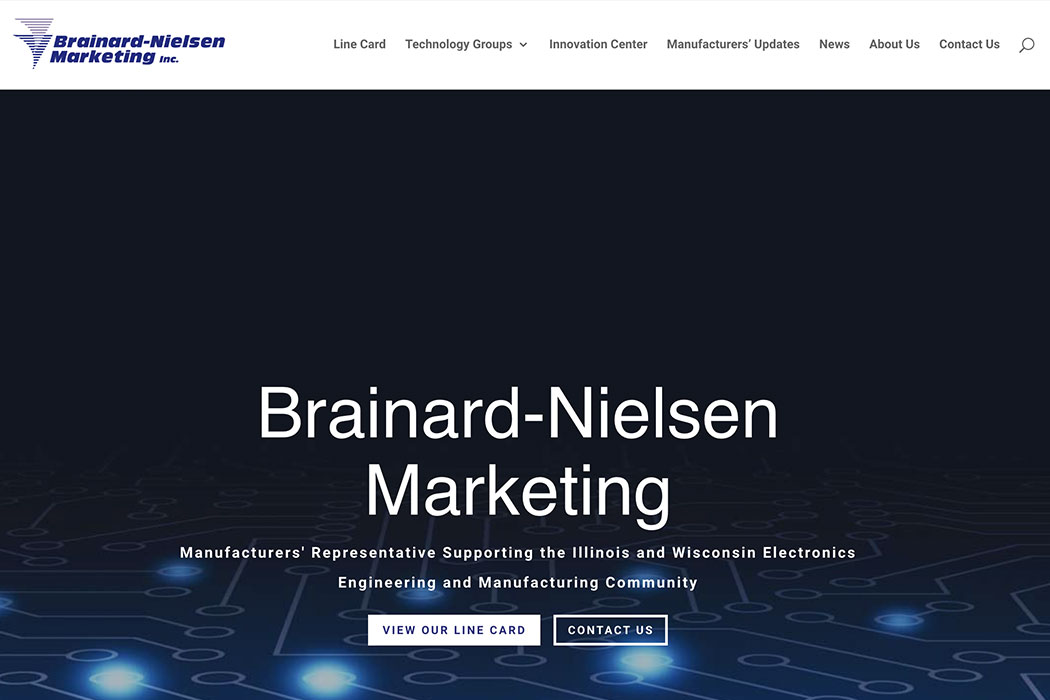 Brainard-Nielsen
Marketing Inc.
Line Card Technology Groups Innovation Center Manufacturers’ Updates News About Us Contact Us
Brainard-Nielsen
Marketing
Manufacturers' Representative Supporting the Illinois and Wisconsin Electronics
Engineering and Manufacturing Community
VIEW OUR LINE CARD CONTACT US